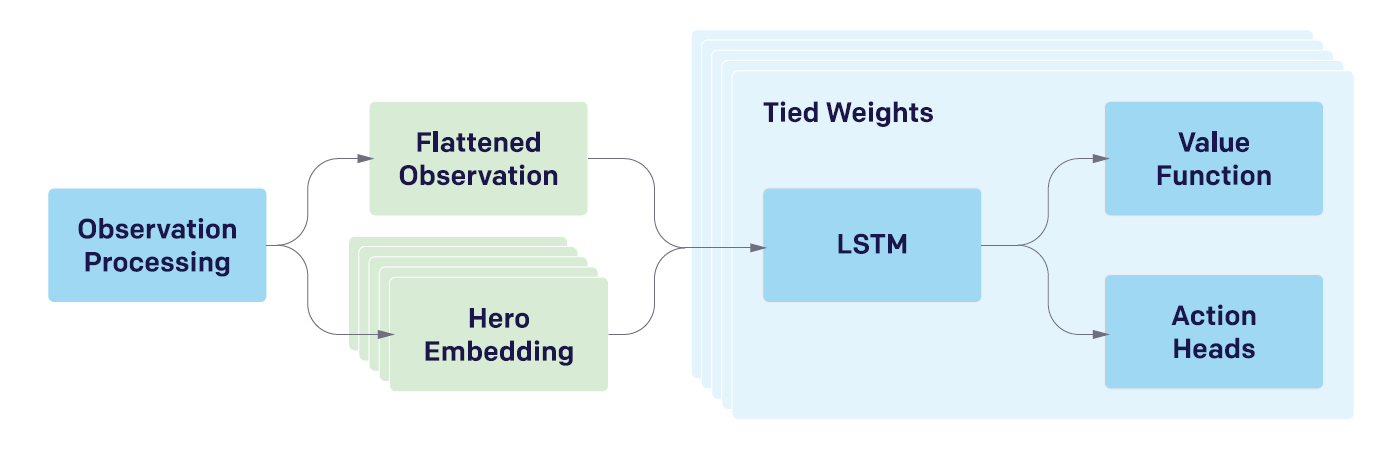 Observation
Processing
Flattened
Observation
Hero
Embedding
Tied Weights
LSTM
Value
Function
Action
Heads